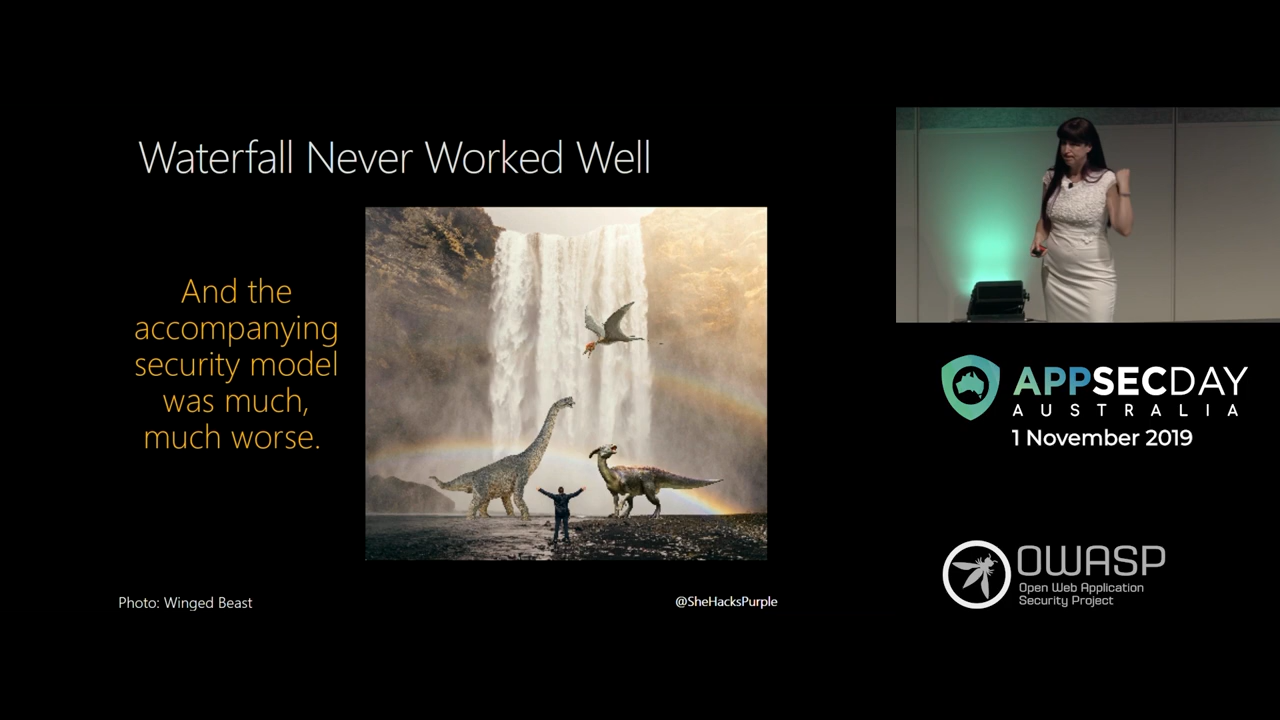 Waterfall Never Worked Well
And the
accompanying
security model
was much,
much worse.
Photo: Winged Beast
@SheHacksPurple
APPSECDAY
AUSTRALIA
1 November 2019
OWASP
Open Web Application
Security Project